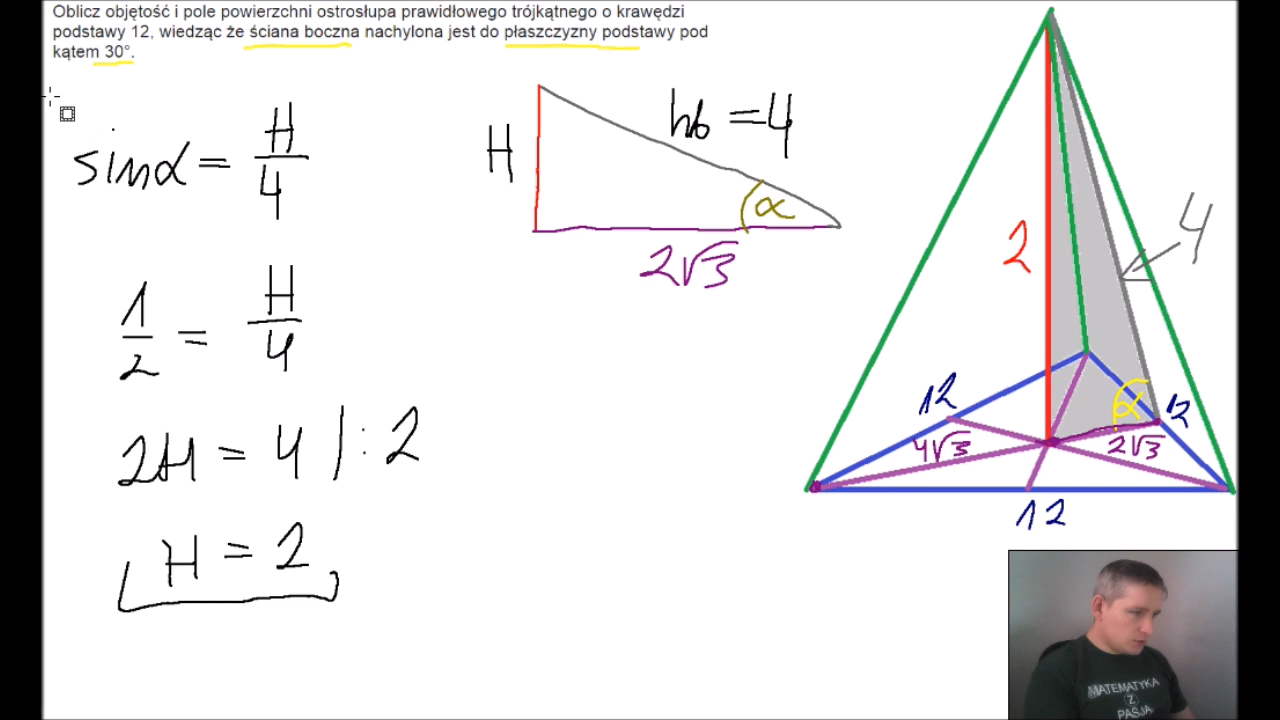 Oblicz objętość i pole powierzchni ostrosłupa prawidłowego trójkątnego o krawędzi
podstawy 12, wiedząc że ściana boczna nachylona jest do płaszczyzny podstawy pod
kątem 30°.
sinα = H/4
1/2 = H/4
2H = 4 | : 2
H = 2
H
hb = 4
α
2√3
2
4
12
α
12
4√3
2√3
12
MATEMATYKA
Z
PASJĄ